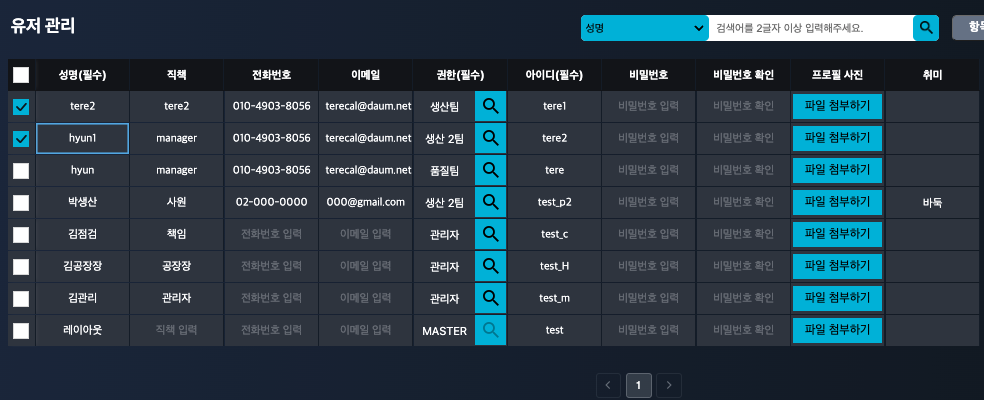 유저 관리
성명 검색어를 2글자 이상 입력해주세요. 항목
성명(필수) 직책 전화번호 이메일 권한(필수) 아이디(필수) 비밀번호 비밀번호 확인 프로필 사진 취미
tere2 tere2 010-4903-8056 terecal@daum.net 생산팀 tere1 비밀번호 입력 비밀번호 확인 파일 첨부하기
hyun1 manager 010-4903-8056 terecal@daum.net 생산 2팀 tere2 비밀번호 입력 비밀번호 확인 파일 첨부하기
hyun manager 010-4903-8056 terecal@daum.net 품질팀 tere 비밀번호 입력 비밀번호 확인 파일 첨부하기
박생산 사원 02-000-0000 000@gmail.com 생산 2팀 test_p2 비밀번호 입력 비밀번호 확인 파일 첨부하기 바둑
김점검 책임 전화번호 입력 이메일 입력 관리자 test_c 비밀번호 입력 비밀번호 확인 파일 첨부하기
김공장장 공장장 전화번호 입력 이메일 입력 관리자 test_H 비밀번호 입력 비밀번호 확인 파일 첨부하기
김관리 관리자 전화번호 입력 이메일 입력 관리자 test_m 비밀번호 입력 비밀번호 확인 파일 첨부하기
레이아웃 직책 입력 전화번호 입력 이메일 입력 MASTER test 비밀번호 입력 비밀번호 확인 파일 첨부하기
1